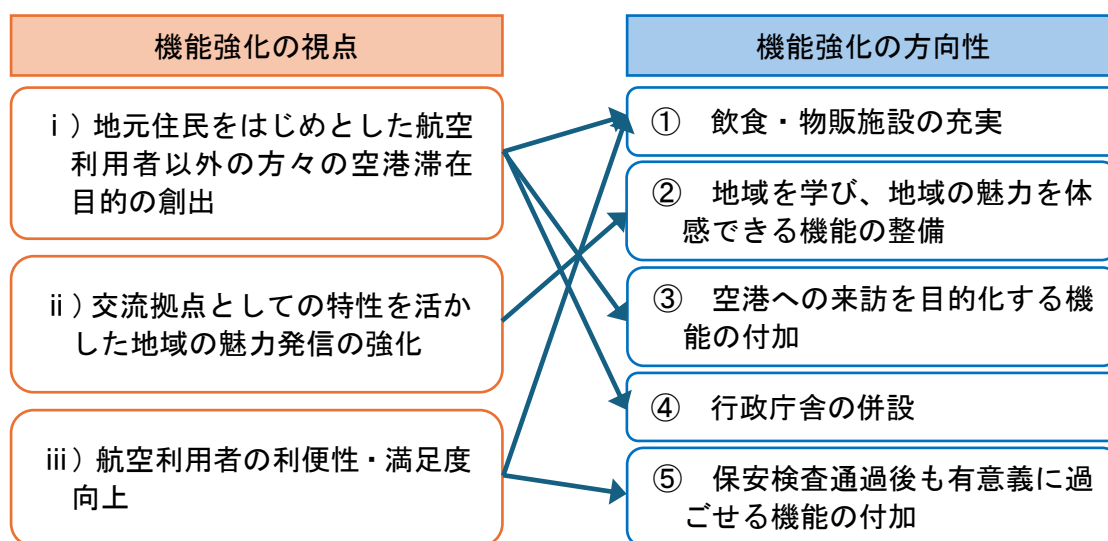 機能強化の視点
ⅰ）地元住民をはじめとした航空
利用者以外の方々の空港滞在
目的の創出
ⅱ）交流拠点としての特性を活か
した地域の魅力発信の強化
ⅲ）航空利用者の利便性・満足度
向上
機能強化の方向性
①　飲食・物販施設の充実
②　地域を学び、地域の魅力を体
感できる機能の整備
③　空港への来訪を目的化する機
能の付加
④　行政庁舎の併設
⑤　保安検査通過後も有意義に過
ごせる機能の付加